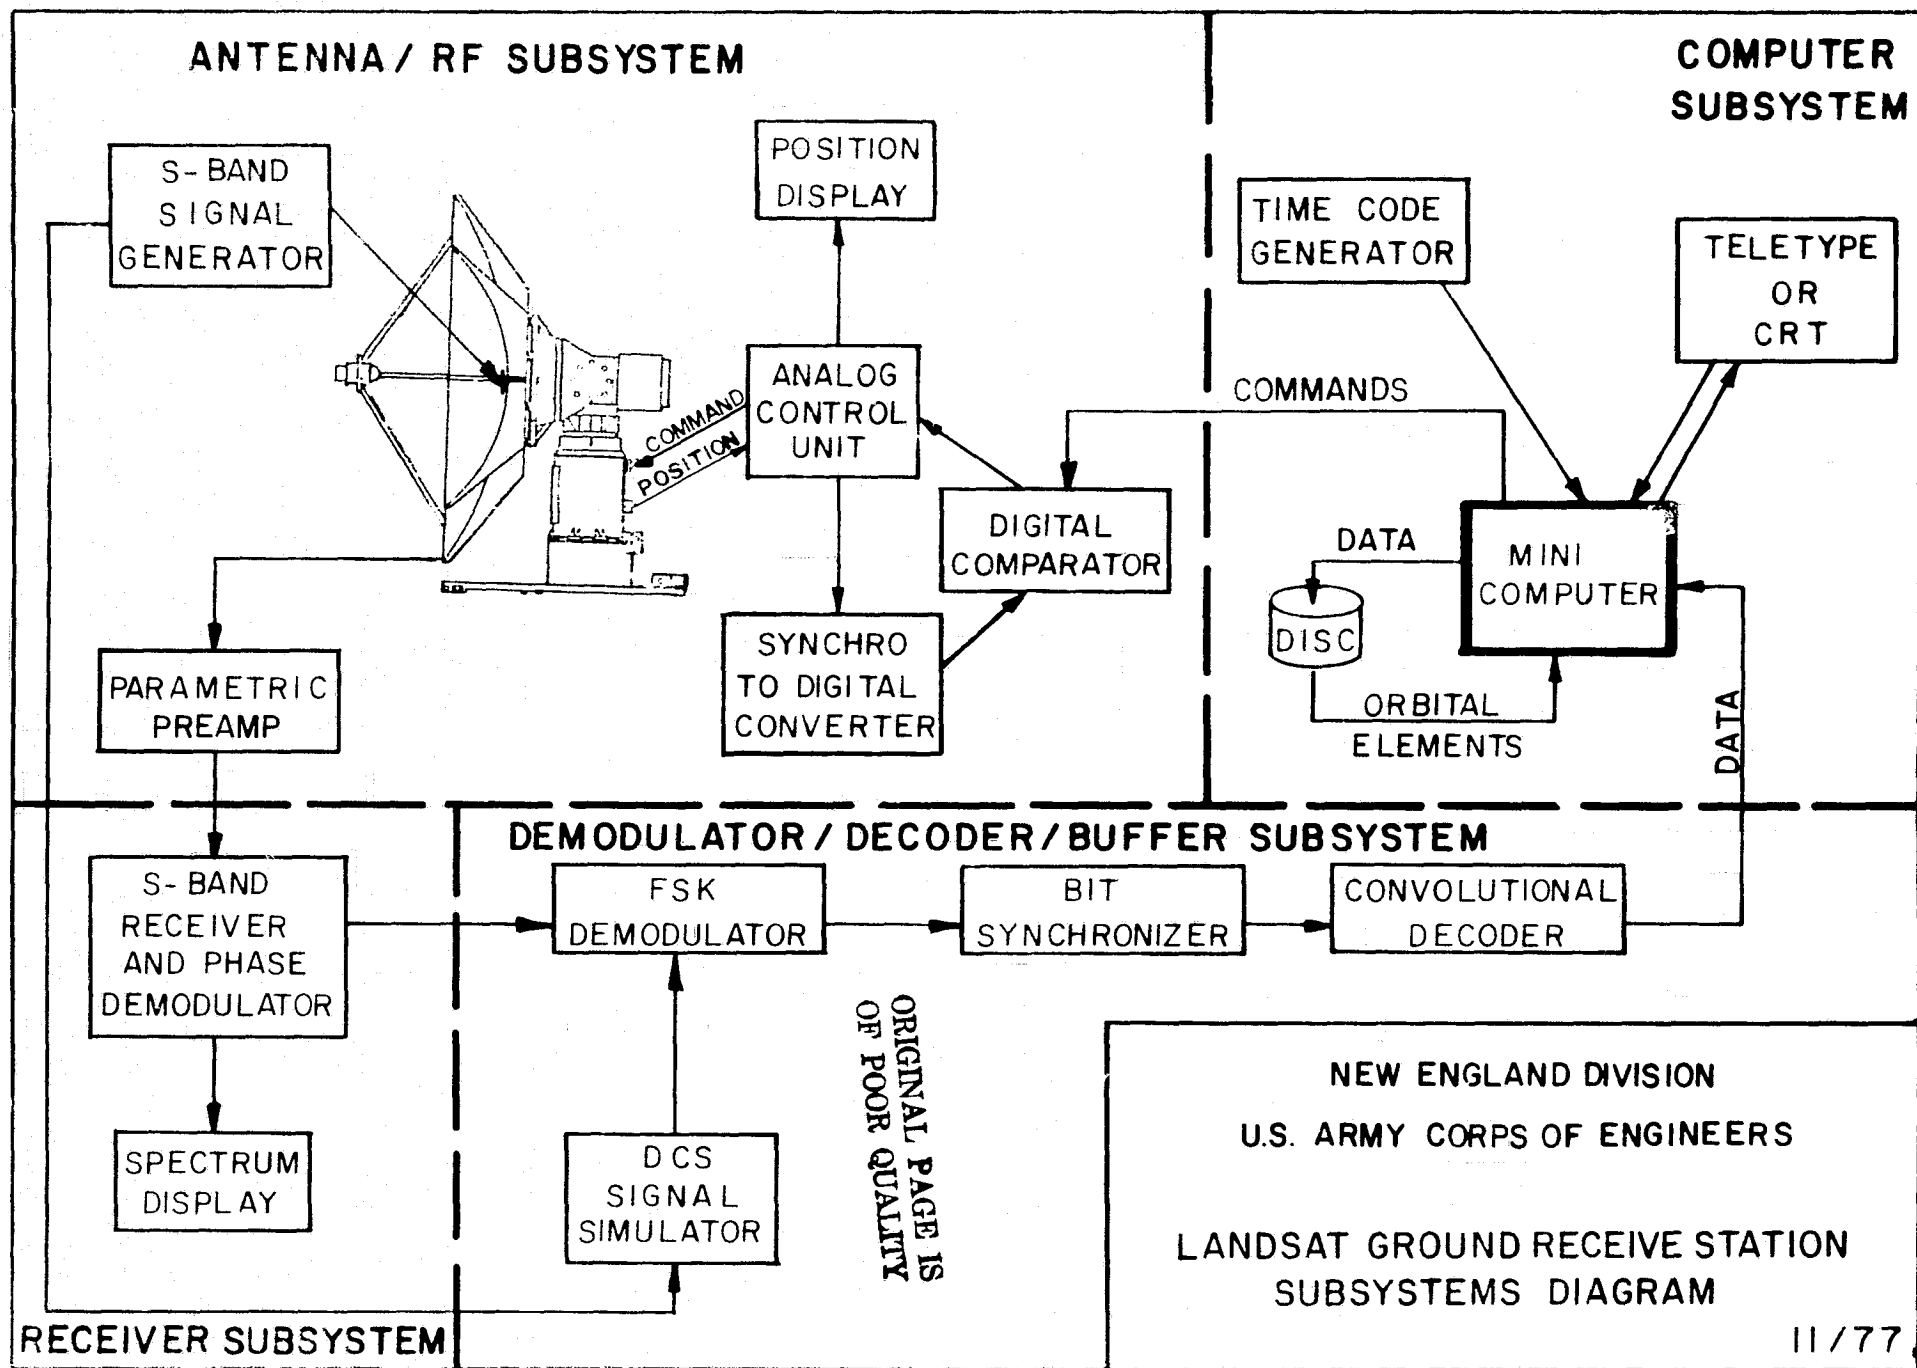 ANTENNA / RF SUBSYSTEM
COMPUTER
SUBSYSTEM
S-BAND
SIGNAL
GENERATOR
POSITION
DISPLAY
TIME CODE
GENERATOR
TELETYPE
OR
CRT
ANALOG
CONTROL
UNIT
COMMAND
POSITION
COMMANDS
DIGITAL
COMPARATOR
DATA
MINI
COMPUTER
DISC
ORBITAL
ELEMENTS
DATA
SYNCHRO
TO DIGITAL
CONVERTER
PARAMETRIC
PREAMP
DEMODULATOR / DECODER / BUFFER SUBSYSTEM
S-BAND
RECEIVER
AND PHASE
DEMODULATOR
FSK
DEMODULATOR
BIT
SYNCHRONIZER
CONVOLUTIONAL
DECODER
SPECTRUM
DISPLAY
DCS
SIGNAL
SIMULATOR
ORIGINAL PAGE IS
OF POOR QUALITY
RECEIVER SUBSYSTEM
NEW ENGLAND DIVISION
U.S. ARMY CORPS OF ENGINEERS
LANDSAT GROUND RECEIVE STATION
SUBSYSTEMS DIAGRAM
11/77